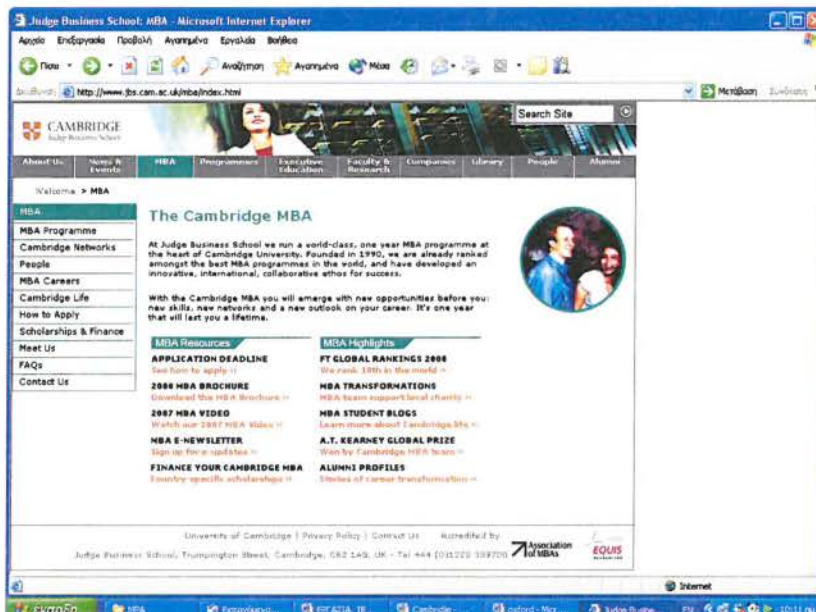 Judge Business School: MBA - Microsoft Internet Explorer
Αρχείο Επεξεργασία Προβολή Αγαπημένα Εργαλεία Βοήθεια
Πίσω Αναζήτηση Αγαπημένα Μέσα
Διεύθυνση http://www.jbs.cam.ac.uk/mba/index.html Μετάβαση Συνδέσεις
CAMBRIDGE
Judge Business School
Search Site
About Us News & Events MBA Programmes Executive Education Faculty & Research Companies Library People Alumni
Welcome > MBA
MBA
MBA Programme
Cambridge Networks
People
MBA Careers
Cambridge Life
How to Apply
Scholarships & Finance
Meet Us
FAQs
Contact Us
The Cambridge MBA
At Judge Business School we run a world-class, one year MBA programme at
the heart of Cambridge University. Founded in 1990, we are already ranked
amongst the best MBA programmes in the world, and have developed an
innovative, international, collaborative ethos for success.
With the Cambridge MBA you will emerge with new opportunities before you:
new skills, new networks and a new outlook on your career. It's one year
that will last you a lifetime.
MBA Resources
APPLICATION DEADLINE
See how to apply »
2008 MBA BROCHURE
Download the MBA Brochure »
2007 MBA VIDEO
Watch our 2007 MBA Video »
MBA E-NEWSLETTER
Sign up for e-updates »
FINANCE YOUR CAMBRIDGE MBA
Country-specific scholarships »
MBA Highlights
FT GLOBAL RANKINGS 2008
We rank 10th in the world »
MBA TRANSFORMATIONS
MBA team support local charity »
MBA STUDENT BLOGS
Learn more about Cambridge life »
A.T. KEARNEY GLOBAL PRIZE
Won by Cambridge MBA team »
ALUMNI PROFILES
Stories of career transformation »
University of Cambridge | Privacy Policy | Contact Us Accredited by
Judge Business School, Trumpington Street, Cambridge, CB2 1AG, UK - Tel +44 (0)1223 339700
Association of MBAs
EQUIS
Internet
έναρξη MBA ΕΡΓΑΣΙΑ Cambridge - oxford - Micr... Judge Busine... EN